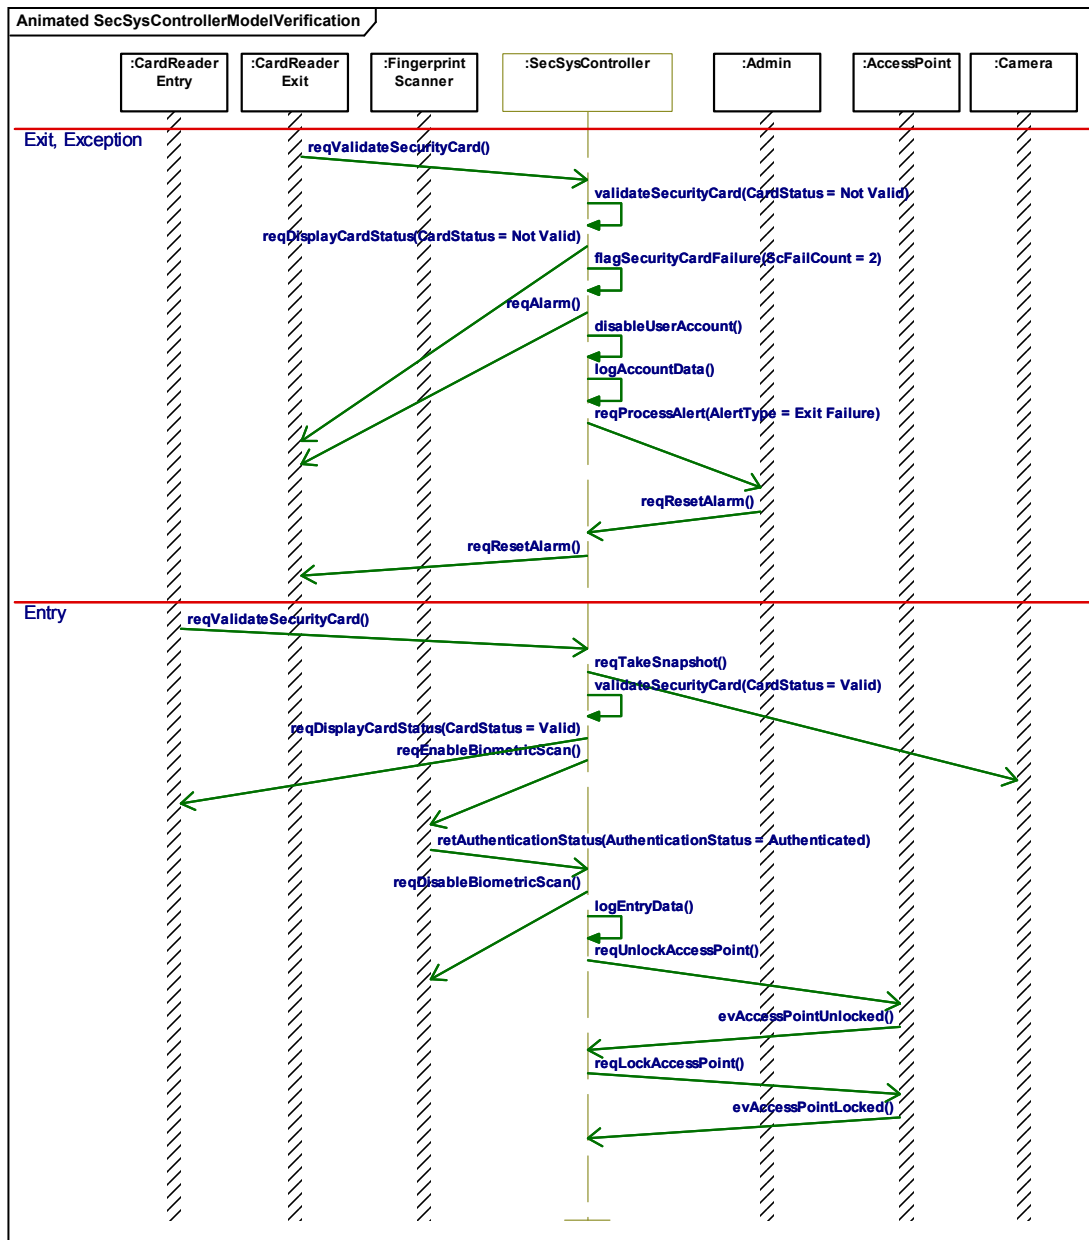 Animated SecSysControllerModelVerification
:CardReader
Entry
:CardReader
Exit
:Fingerprint
Scanner
:SecSysController
:Admin
:AccessPoint
:Camera
Exit, Exception
reqValidateSecurityCard()
validateSecurityCard(CardStatus = Not Valid)
reqDisplayCardStatus(CardStatus = Not Valid)
flagSecurityCardFailure(ScFailCount = 2)
reqAlarm()
disableUserAccount()
logAccountData()
reqProcessAlert(AlertType = Exit Failure)
reqResetAlarm()
reqResetAlarm()
Entry
reqValidateSecurityCard()
reqTakeSnapshot()
validateSecurityCard(CardStatus = Valid)
reqDisplayCardStatus(CardStatus = Valid)
reqEnableBiometricScan()
retAuthenticationStatus(AuthenticationStatus = Authenticated)
reqDisableBiometricScan()
logEntryData()
reqUnlockAccessPoint()
evAccessPointUnlocked()
reqLockAccessPoint()
evAccessPointLocked()